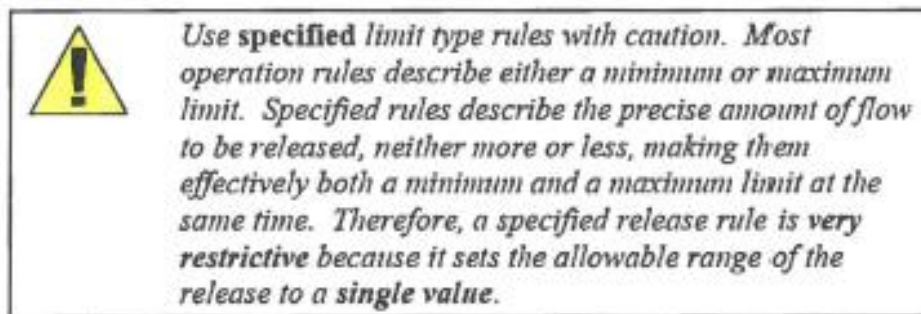 Use specified limit type rules with caution. Most
operation rules describe either a minimum or maximum
limit. Specified rules describe the precise amount of flow
to be released, neither more or less, making them
effectively both a minimum and a maximum limit at the
same time. Therefore, a specified release rule is very
restrictive because it sets the allowable range of the
release to a single value.